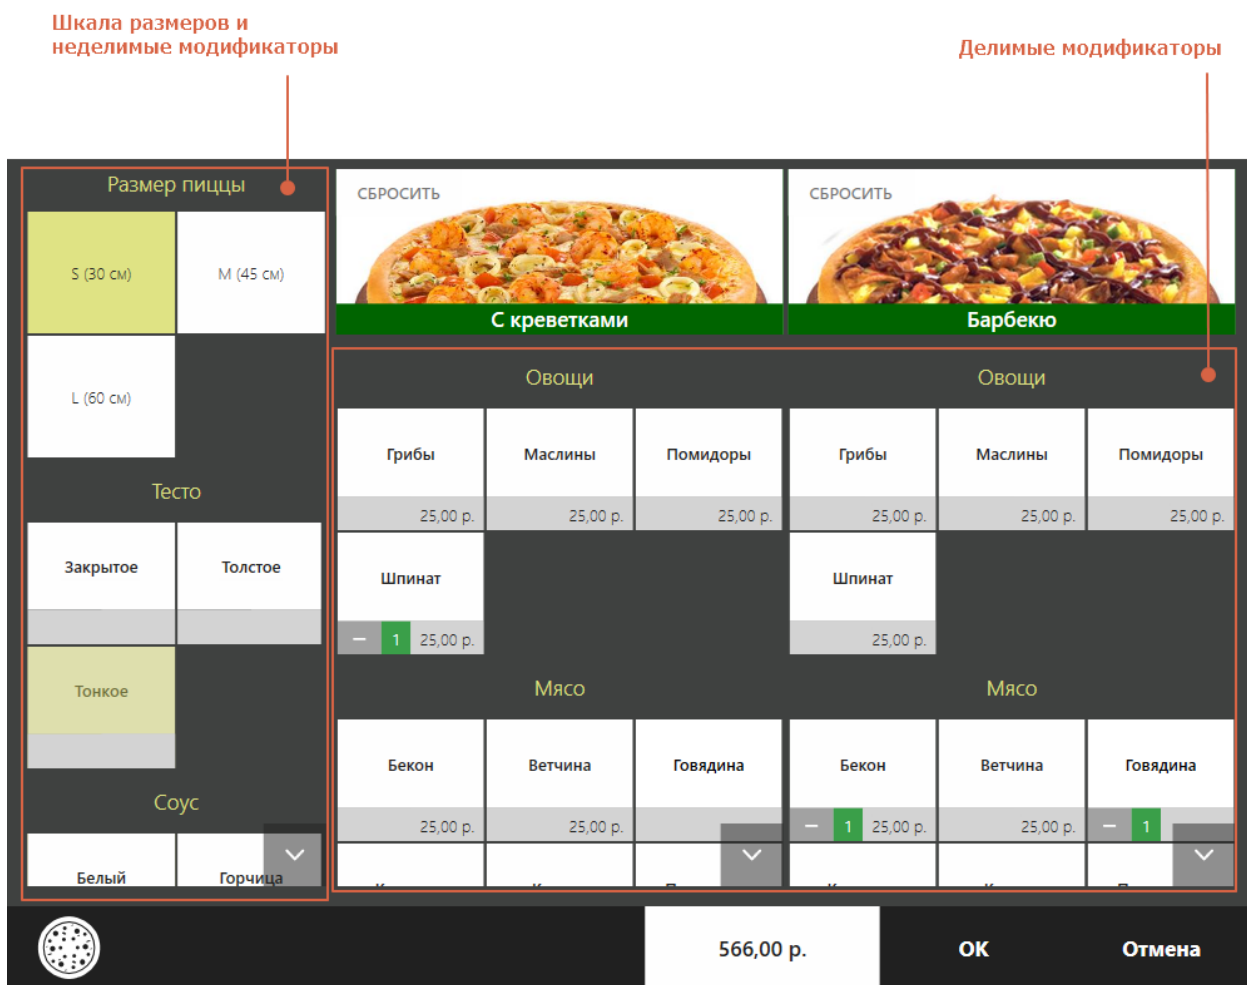 Шкала размеров и
неделимые модификаторы
Делимые модификаторы
Размер пиццы
S (30 см)
M (45 см)
L (60 см)
Тесто
Закрытое
Толстое
Тонкое
Соус
Белый
Горчица
СБРОСИТЬ
С креветками
СБРОСИТЬ
Барбекю
Овощи
Грибы
Маслины
Помидоры
25,00 р.
25,00 р.
25,00 р.
Шпинат
– 1 25,00 р.
Мясо
Бекон
Ветчина
Говядина
25,00 р.
25,00 р.
Овощи
Грибы
Маслины
Помидоры
25,00 р.
25,00 р.
25,00 р.
Шпинат
25,00 р.
Мясо
Бекон
Ветчина
Говядина
– 1 25,00 р.
25,00 р.
– 1
566,00 р.
ОК
Отмена